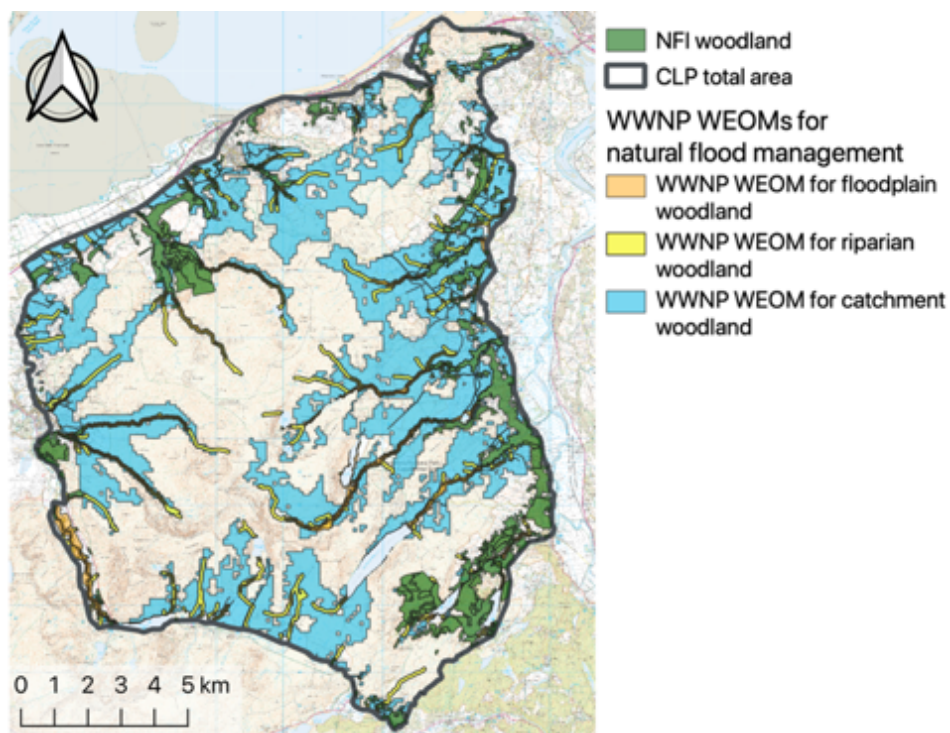 NFI woodland
CLP total area
WWNP WEOMs for
natural flood management
WWNP WEOM for floodplain
woodland
WWNP WEOM for riparian
woodland
WWNP WEOM for catchment
woodland
0 1 2 3 4 5 km